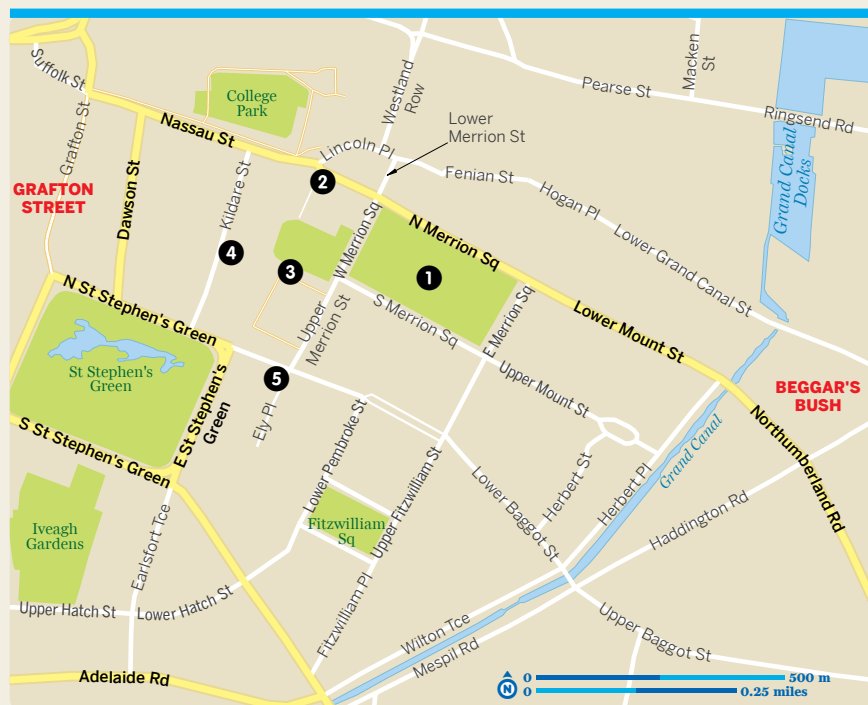 Suffolk St
Grafton St
College
Park
Nassau St
Westland
Row
Macken
St
Pearse St
Ringsend Rd
Lower
Merrion St
Lincoln Pl
Fenian St
Hogan Pl
Grand Canal
Docks
GRAFTON
STREET
Dawson St
Kildare St
2
W Merrion Sq
N Merrion Sq
Lower Grand Canal St
4
3
1
N St Stephen's Green
Upper
Merrion St
S Merrion Sq
E Merrion Sq
Lower Mount St
St Stephen's
Green
5
Upper Mount St
BEGGAR'S
BUSH
E St Stephen's
Green
Ely Pl
S St Stephen's Green
Lower Pembroke St
Grand Canal
Northumberland Rd
Iveagh
Gardens
Earlsfort Tce
Fitzwilliam
Sq
Upper Fitzwilliam St
Lower Baggot St
Herbert St
Herbert Pl
Haddington Rd
Upper Hatch St
Lower Hatch St
Fitzwilliam Pl
Wilton Tce
Mespil Rd
Upper Baggot St
Adelaide Rd
N
0 500 m
0 0.25 miles